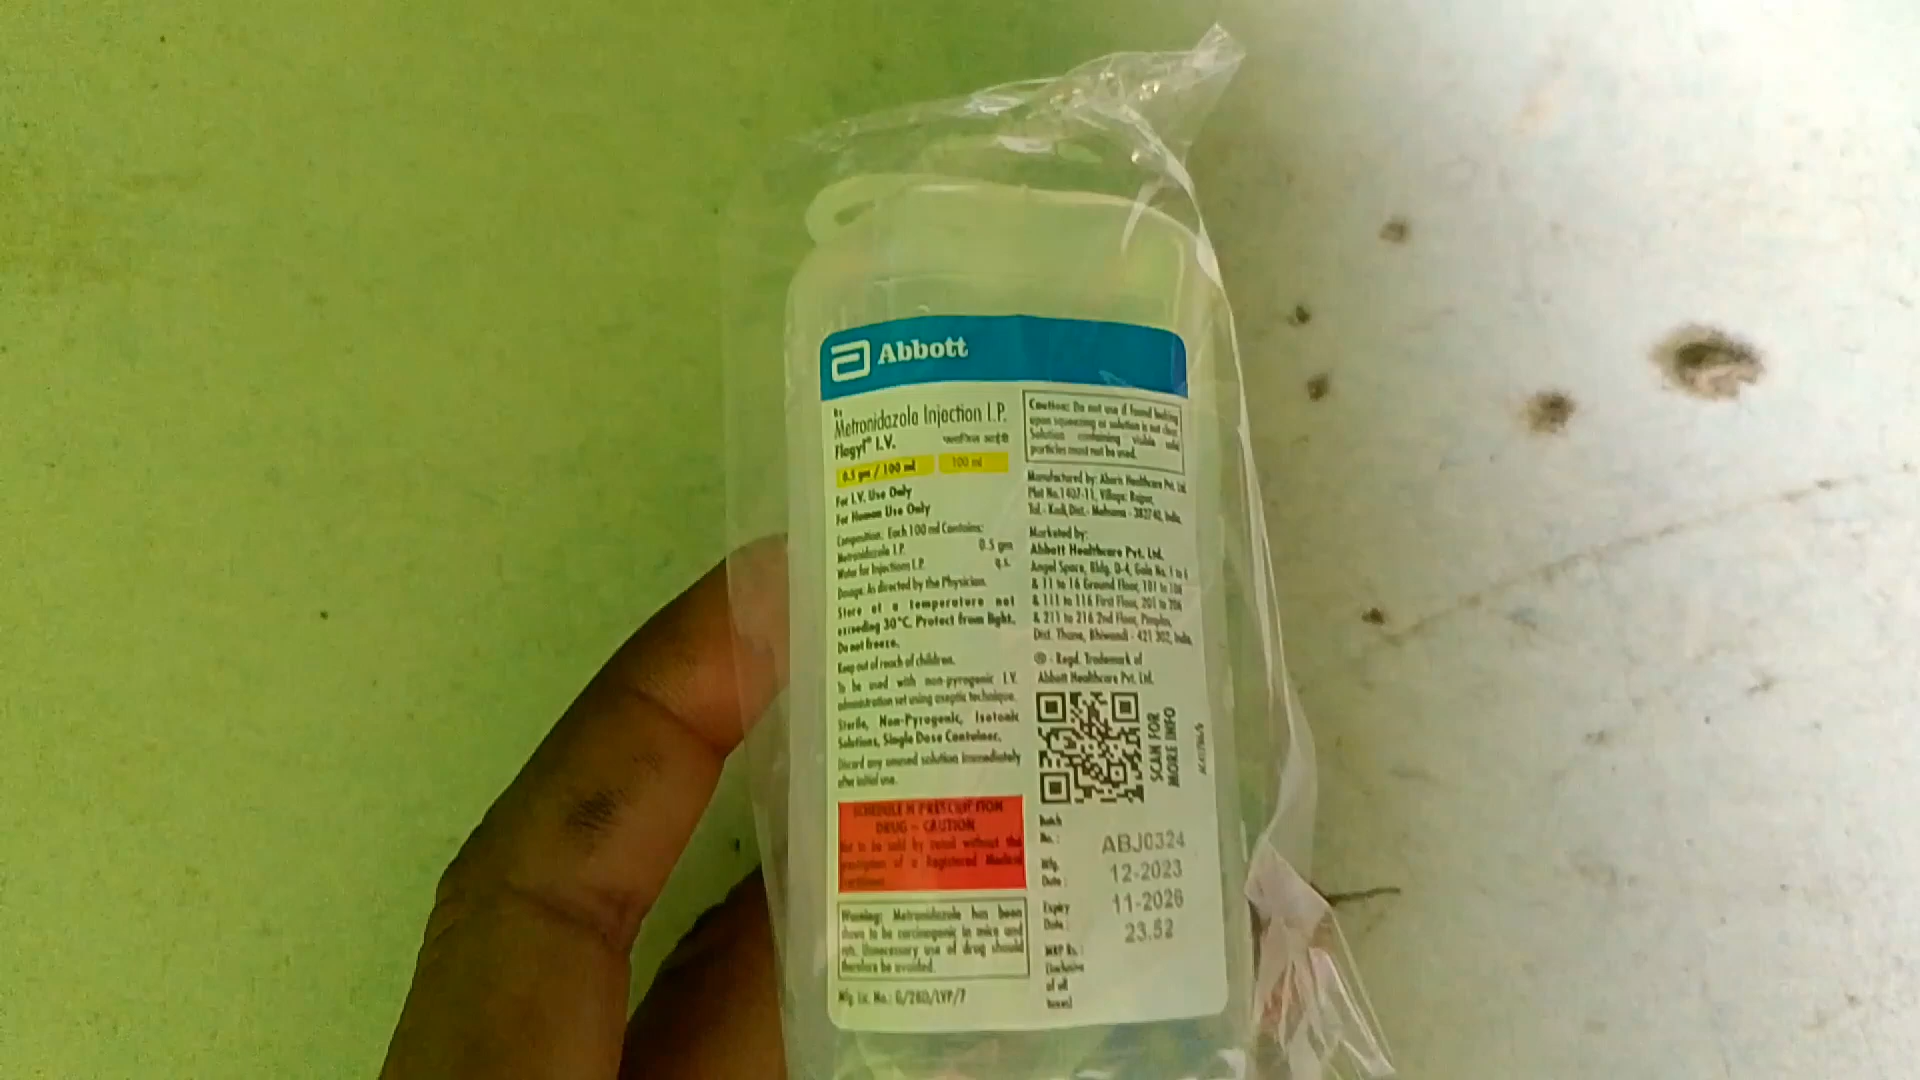 Abbott
Rx
Metronidazole Injection I.P.
Flagyl® I.V.
फ्लाजिल आई वी
0.5 gm / 100 ml
100 ml
For I.V. Use Only
For Human Use Only
Composition: Each 100 ml Contains:
Metronidazole I.P. 0.5 gm
Water for Injections I.P. q.s.
Dosage: As directed by the Physician.
Store at a temperature not
exceeding 30°C. Protect from light.
Do not freeze.
Keep out of reach of children.
To be used with non-pyrogenic I.V.
administration set using aseptic technique.
Sterile, Non-Pyrogenic, Isotonic
Solutions, Single Dose Container.
Discard any unused solution immediately
after initial use.
SCHEDULE H PRESCRIPTION
DRUG - CAUTION
Not to be sold by retail without the
prescription of a Registered Medical
Practitioner.
Warning: Metronidazole has been
shown to be carcinogenic in mice and
rats. Unnecessary use of drug should
therefore be avoided.
Mfg. Lic. No.: G/28D/LVP/7
Caution: Do not use if found leaking
upon squeezing or solution is not clear.
Solution containing visible solid
particles must not be used.
Manufactured by: Aculife Healthcare Pvt. Ltd.
Plot No. 1407-11, Village: Rajpur,
Tal.- Kadi, Dist.- Mehsana - 382740, India.
Marketed by:
Abbott Healthcare Pvt. Ltd.
Angel Space, Bldg. D-4, Gala No. 1 to 6
& 11 to 16 Ground Floor, 101 to 106
& 111 to 116 First Floor, 201 to 206
& 211 to 216 2nd Floor, Pimplas,
Dist. Thane, Bhiwandi - 421 302, India.
® - Regd. Trademark of
Abbott Healthcare Pvt. Ltd.
SCAN FOR
MORE INFO
Batch
No.: ABJ0324
Mfg.
Date: 12-2023
Expiry
Date: 11-2026
23.52
MRP Rs.:
(Inclusive
of all
taxes)